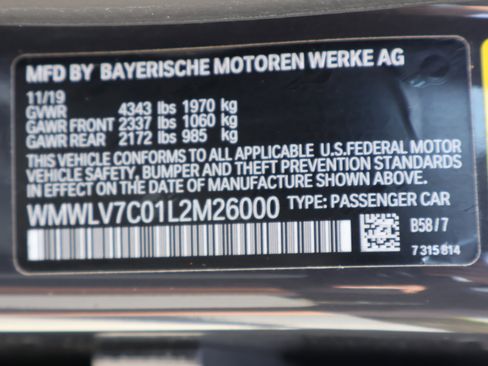 MFD BY BAYERISCHE MOTOREN WERKE AG
11/19
GVWR 4343 lbs 1970 kg
GAWR FRONT 2337 lbs 1060 kg
GAWR REAR 2172 lbs 985 kg
THIS VEHICLE CONFORMS TO ALL APPLICABLE U.S.FEDERAL MOTOR
VEHICLE SAFETY, BUMPER AND THEFT PREVENTION STANDARDS
IN EFFECT ON THE DATE OF MANUFACTURE SHOWN ABOVE.
WMWLV7C01L2M26000 TYPE: PASSENGER CAR
B58/7
7 315 814